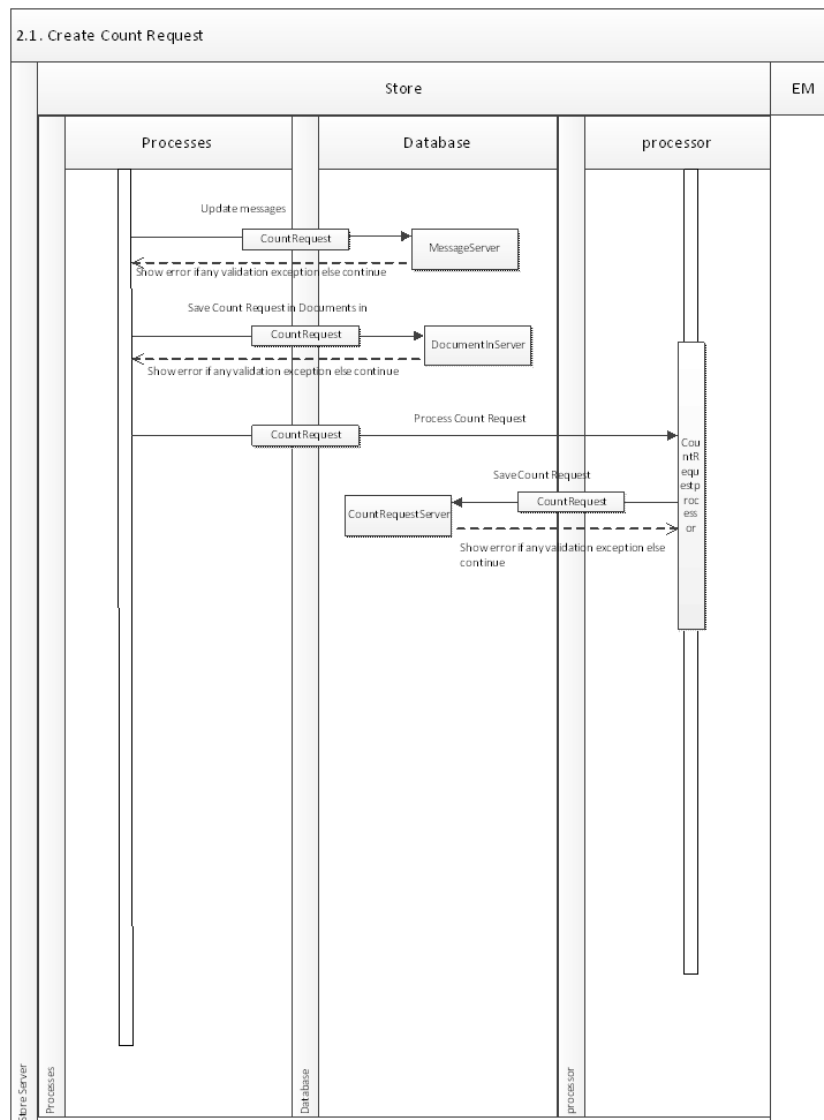 2.1. Create Count Request
Store
EM
Processes
Database
processor
Update messages
CountRequest
MessageServer
Show error if any validation exception else continue
Save Count Request in Documents in
CountRequest
DocumentInServer
Show error if any validation exception else continue
Process Count Request
CountRequest
Cou
ntR
equ
estp
roc
ess
or
Save Count Request
CountRequest
CountRequestServer
Show error if any validation exception else
continue
Store Server
Processes
Database
processor